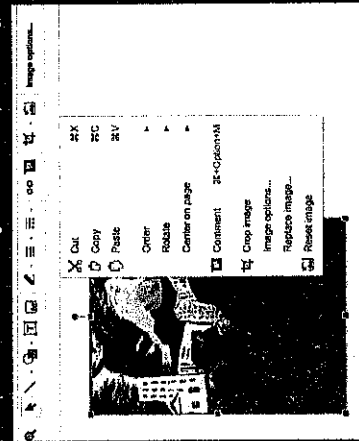 Image options...
Cut ⌘X
Copy ⌘C
Paste ⌘V
Order
Rotate
Center on page
Comment ⌘+Option+M
Crop image
Image options...
Replace image...
Reset image